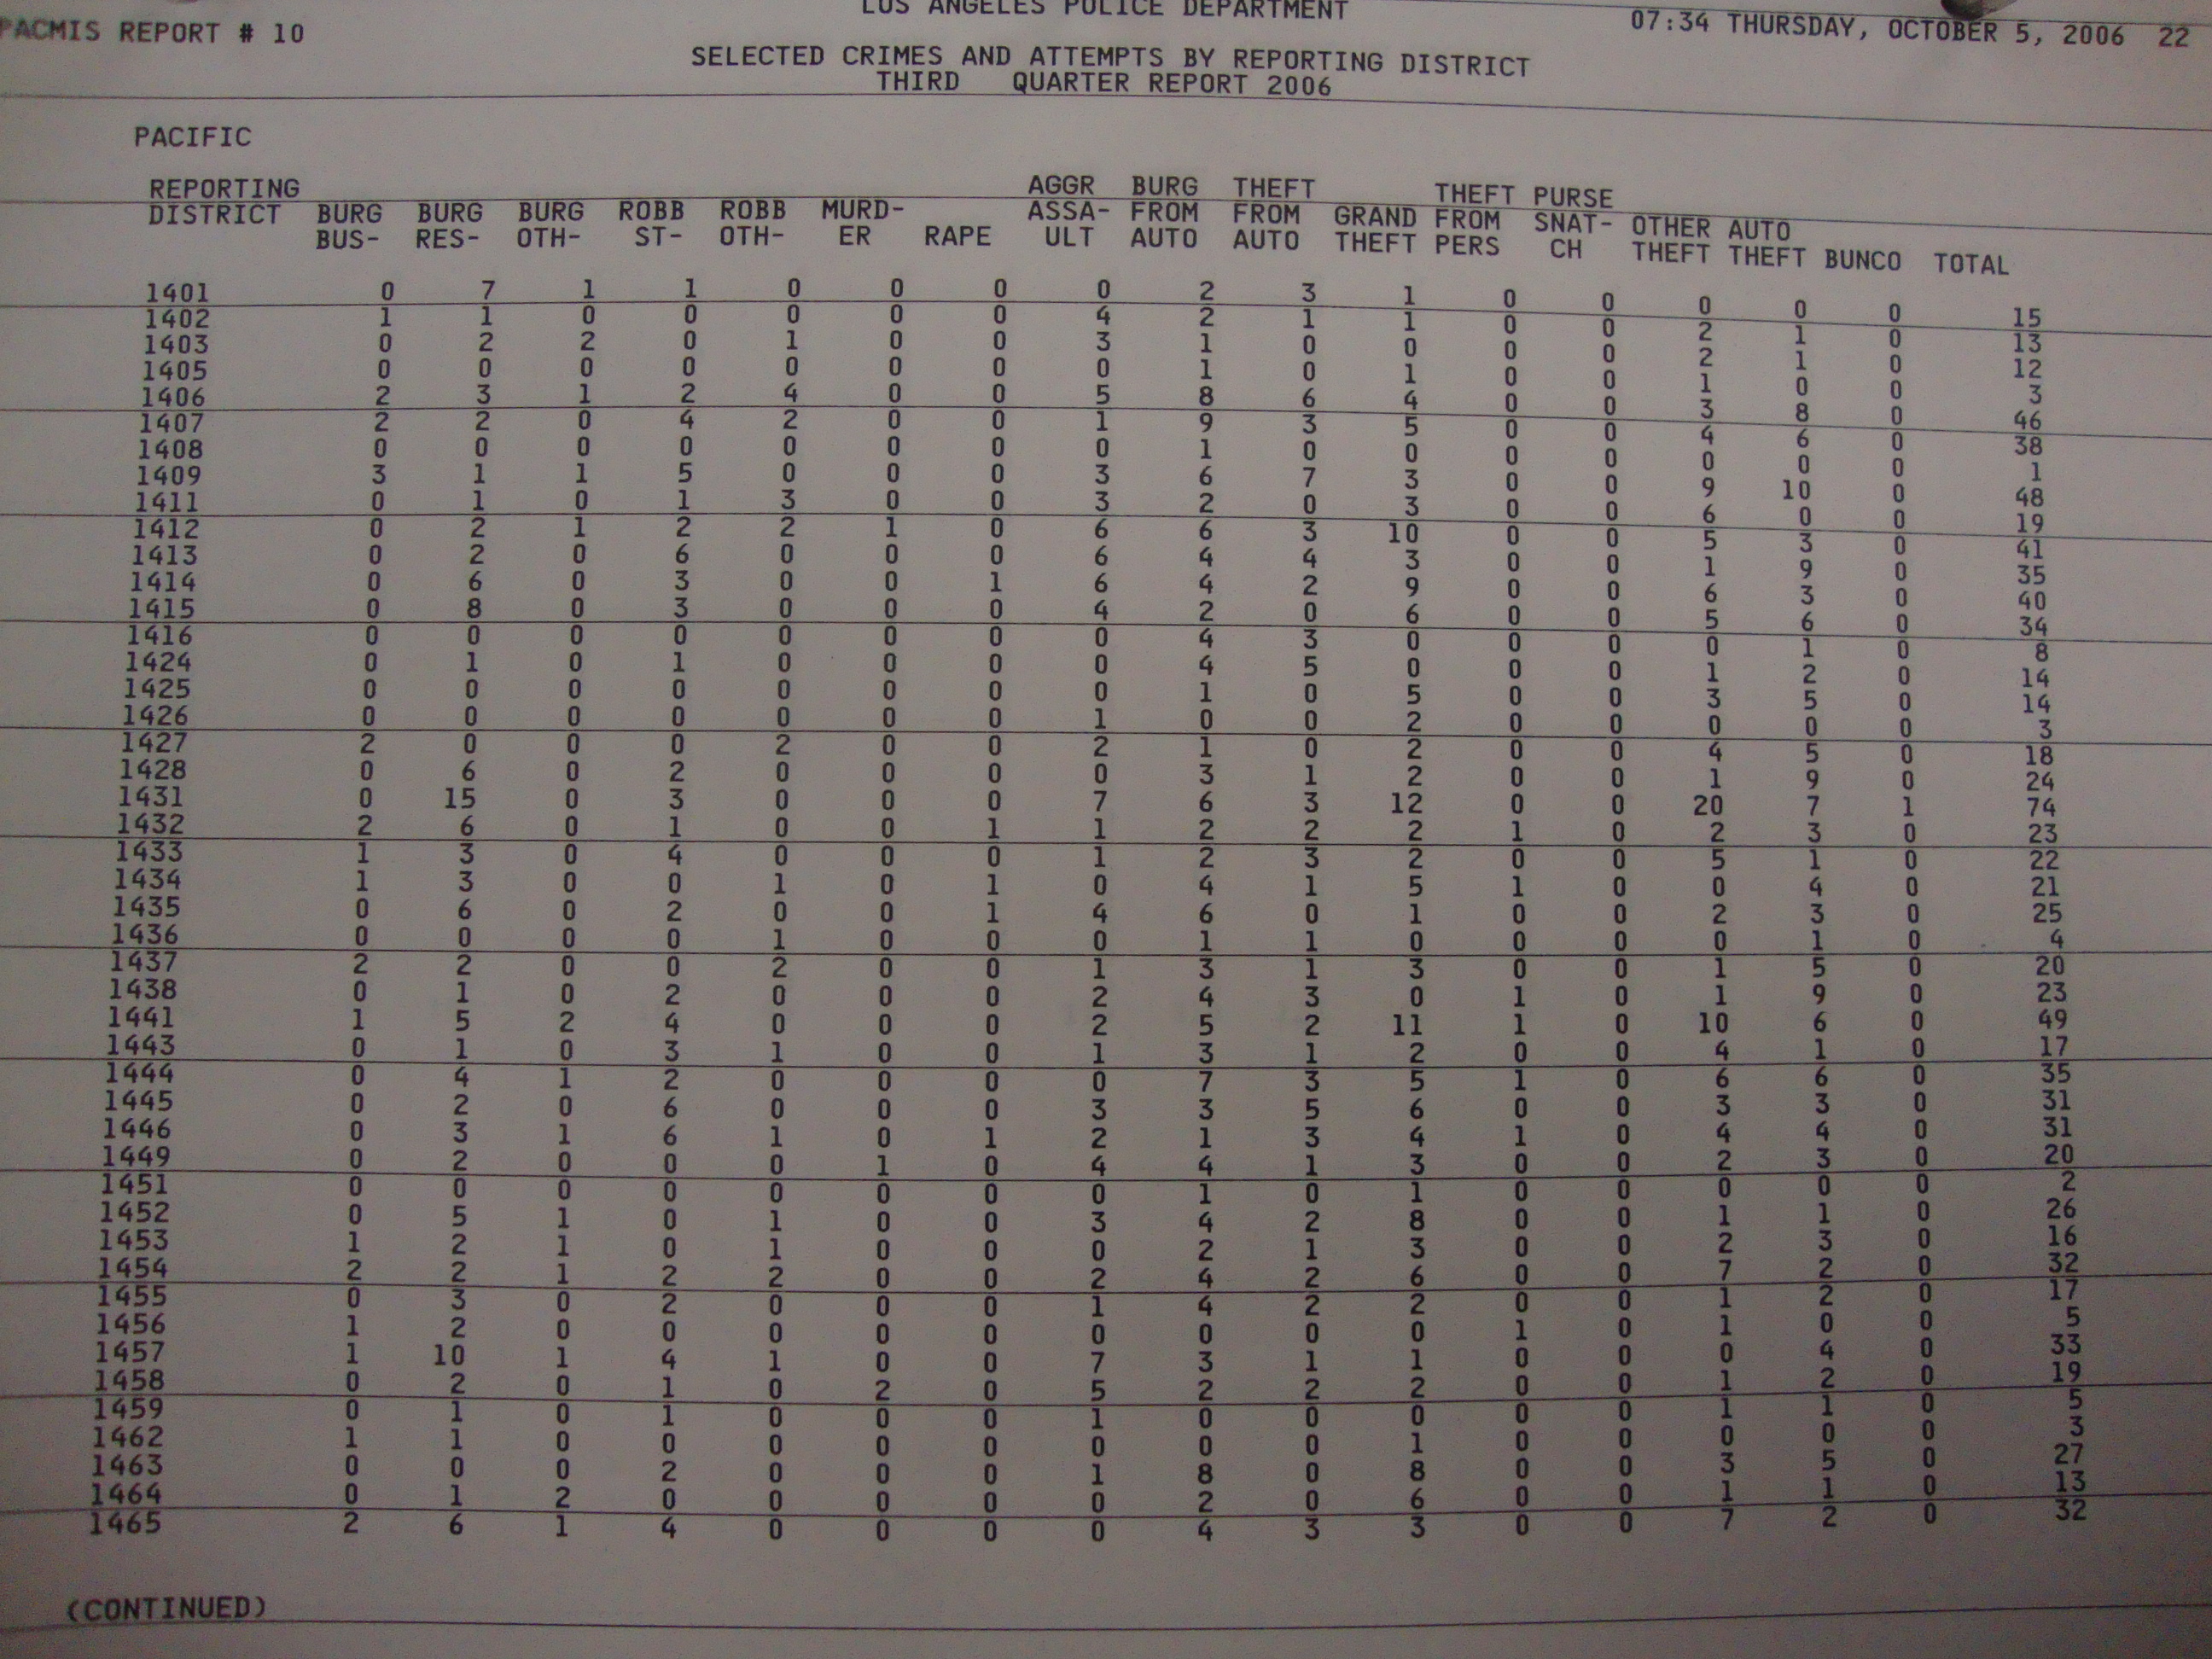 LOS ANGELES POLICE DEPARTMENT
PACMIS REPORT # 10 07:34 THURSDAY, OCTOBER 5, 2006 22
SELECTED CRIMES AND ATTEMPTS BY REPORTING DISTRICT
THIRD QUARTER REPORT 2006
PACIFIC
REPORTING AGGR BURG THEFT THEFT PURSE
DISTRICT BURG BURG BURG ROBB ROBB MURD- ASSA- FROM FROM GRAND FROM SNAT- OTHER AUTO
BUS- RES- OTH- ST- OTH- ER RAPE ULT AUTO AUTO THEFT PERS CH THEFT THEFT BUNCO TOTAL
1401 0 7 1 1 0 0 0 0 2 3 1 0 0 0 0 0 15
1402 1 1 0 0 0 0 0 4 2 1 1 0 0 2 1 0 13
1403 0 2 2 0 1 0 0 3 1 0 0 0 0 2 1 0 12
1405 0 0 0 0 0 0 0 0 1 0 1 0 0 1 0 0 3
1406 2 3 1 2 4 0 0 5 8 6 4 0 0 3 8 0 46
1407 2 2 0 4 2 0 0 1 9 3 5 0 0 4 6 0 38
1408 0 0 0 0 0 0 0 0 1 0 0 0 0 0 0 0 1
1409 3 1 1 5 0 0 0 3 6 7 3 0 0 9 10 0 48
1411 0 1 0 1 3 0 0 3 2 0 3 0 0 6 0 0 19
1412 0 2 1 2 2 1 0 6 6 3 10 0 0 5 3 0 41
1413 0 2 0 6 0 0 0 6 4 4 3 0 0 1 9 0 35
1414 0 6 0 3 0 0 1 6 4 2 9 0 0 6 3 0 40
1415 0 8 0 3 0 0 0 4 2 0 6 0 0 5 6 0 34
1416 0 0 0 0 0 0 0 0 4 3 0 0 0 0 1 0 8
1424 0 1 0 1 0 0 0 0 4 5 0 0 0 1 2 0 14
1425 0 0 0 0 0 0 0 0 1 0 5 0 0 3 5 0 14
1426 0 0 0 0 0 0 0 1 0 0 2 0 0 0 0 0 3
1427 2 0 0 0 2 0 0 2 1 0 2 0 0 4 5 0 18
1428 0 6 0 2 0 0 0 0 3 1 2 0 0 1 9 0 24
1431 0 15 0 3 0 0 0 7 6 3 12 0 0 20 7 1 74
1432 2 6 0 1 0 0 1 1 2 2 2 1 0 2 3 0 23
1433 1 3 0 4 0 0 0 1 2 3 2 0 0 5 1 0 22
1434 1 3 0 0 1 0 1 0 4 1 5 1 0 0 4 0 21
1435 0 6 0 2 0 0 1 4 6 0 1 0 0 2 3 0 25
1436 0 0 0 0 1 0 0 0 1 1 0 0 0 0 1 0 4
1437 2 2 0 0 2 0 0 1 3 1 3 0 0 1 5 0 20
1438 0 1 0 2 0 0 0 2 4 3 0 1 0 1 9 0 23
1441 1 5 2 4 0 0 0 2 5 2 11 1 0 10 6 0 49
1443 0 1 0 3 1 0 0 1 3 1 2 0 0 4 1 0 17
1444 0 4 1 2 0 0 0 0 7 3 5 1 0 6 6 0 35
1445 0 2 0 6 0 0 0 3 3 5 6 0 0 3 3 0 31
1446 0 3 1 6 1 0 1 2 1 3 4 1 0 4 4 0 31
1449 0 2 0 0 0 1 0 4 4 1 3 0 0 2 3 0 20
1451 0 0 0 0 0 0 0 0 1 0 1 0 0 0 0 0 2
1452 0 5 1 0 1 0 0 3 4 2 8 0 0 1 1 0 26
1453 1 2 1 0 1 0 0 0 2 1 3 0 0 2 3 0 16
1454 2 2 1 2 2 0 0 2 4 2 6 0 0 7 2 0 32
1455 0 3 0 2 0 0 0 1 4 2 2 0 0 1 2 0 17
1456 1 2 0 0 0 0 0 0 0 0 0 1 0 1 0 0 5
1457 1 10 1 4 1 0 0 7 3 1 1 0 0 0 4 0 33
1458 0 2 0 1 0 2 0 5 2 2 2 0 0 1 2 0 19
1459 0 1 0 1 0 0 0 1 0 0 0 0 0 1 1 0 5
1462 1 1 0 0 0 0 0 0 0 0 1 0 0 0 0 0 3
1463 0 0 0 2 0 0 0 1 8 0 8 0 0 3 5 0 27
1464 0 1 2 0 0 0 0 0 2 0 6 0 0 1 1 0 13
1465 2 6 1 4 0 0 0 0 4 3 3 0 0 7 2 0 32
(CONTINUED)